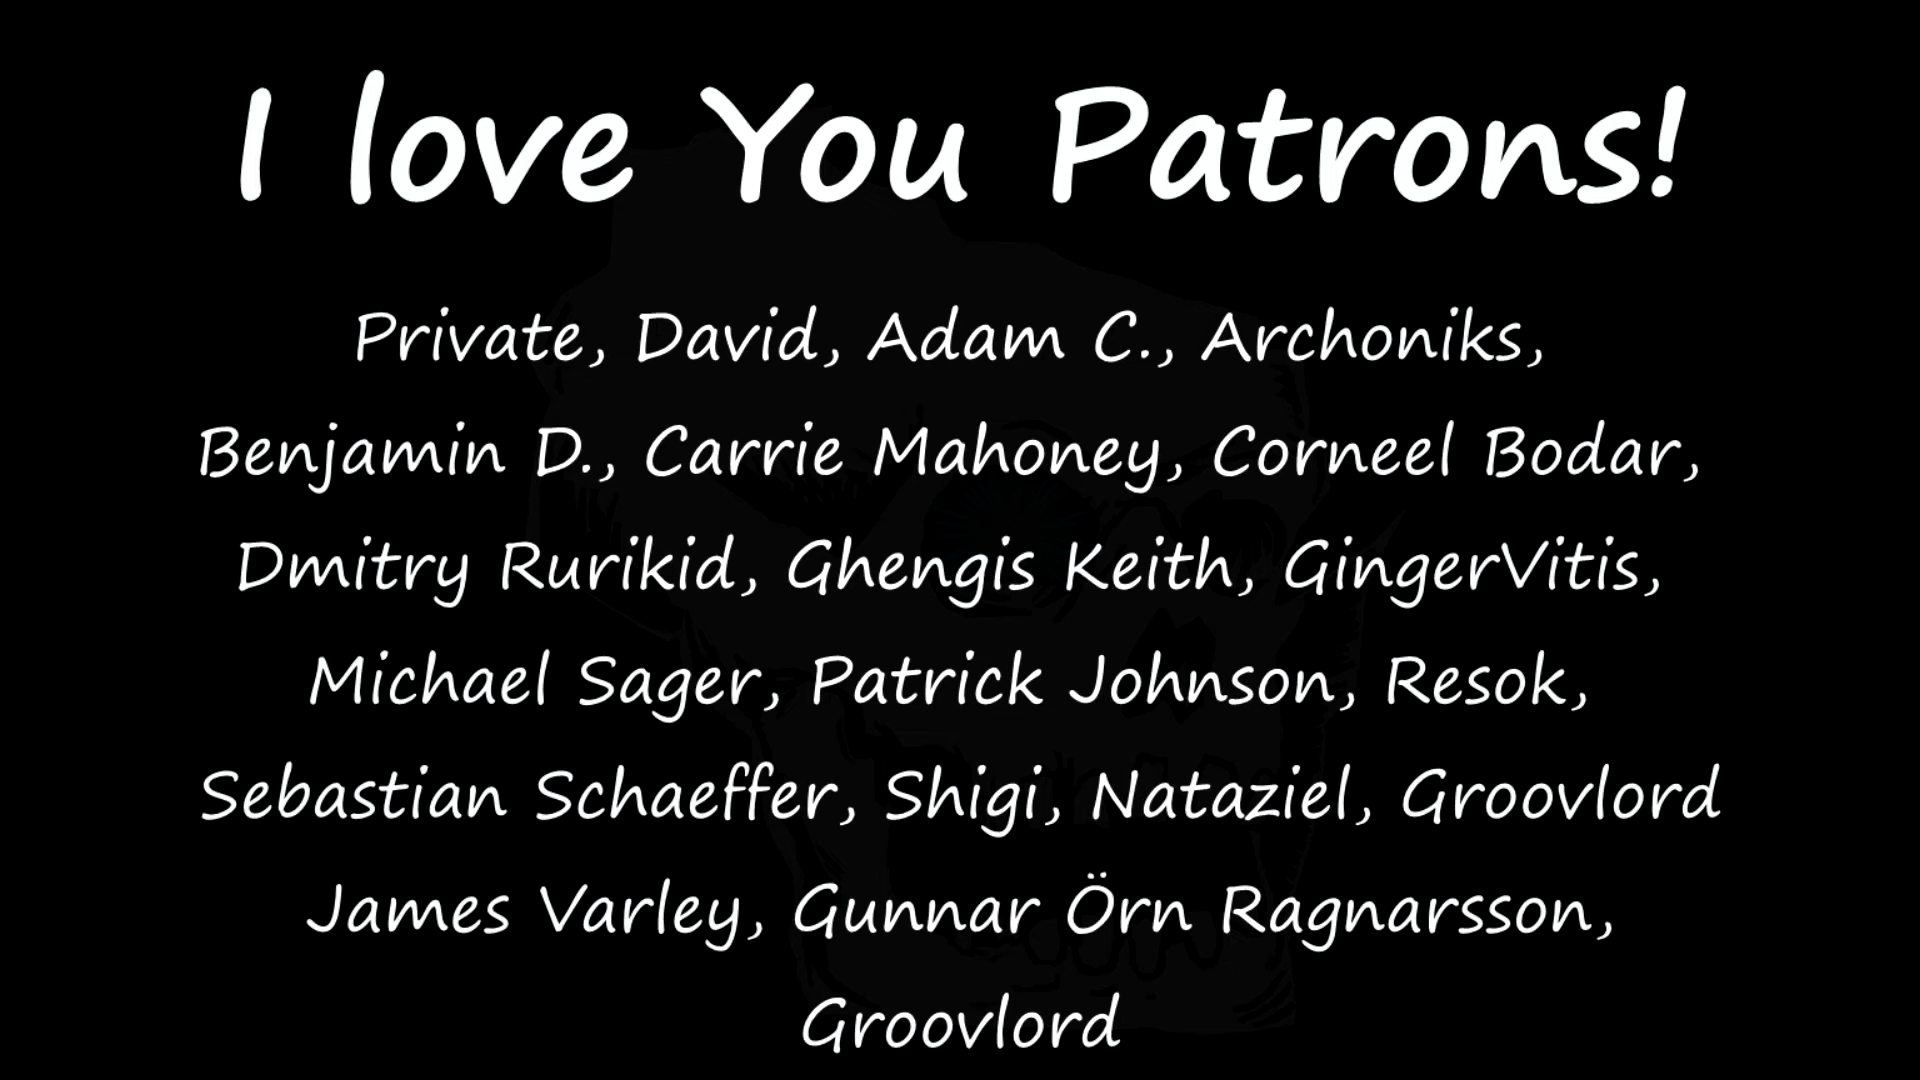 I love You Patrons!
Private, David, Adam C., Archoniks,
Benjamin D., Carrie Mahoney, Corneel Bodar,
Dmitry Rurikid, Ghengis Keith, GingerVitis,
Michael Sager, Patrick Johnson, Resok,
Sebastian Schaeffer, Shigi, Nataziel, Groovlord
James Varley, Gunnar Örn Ragnarsson,
Groovlord